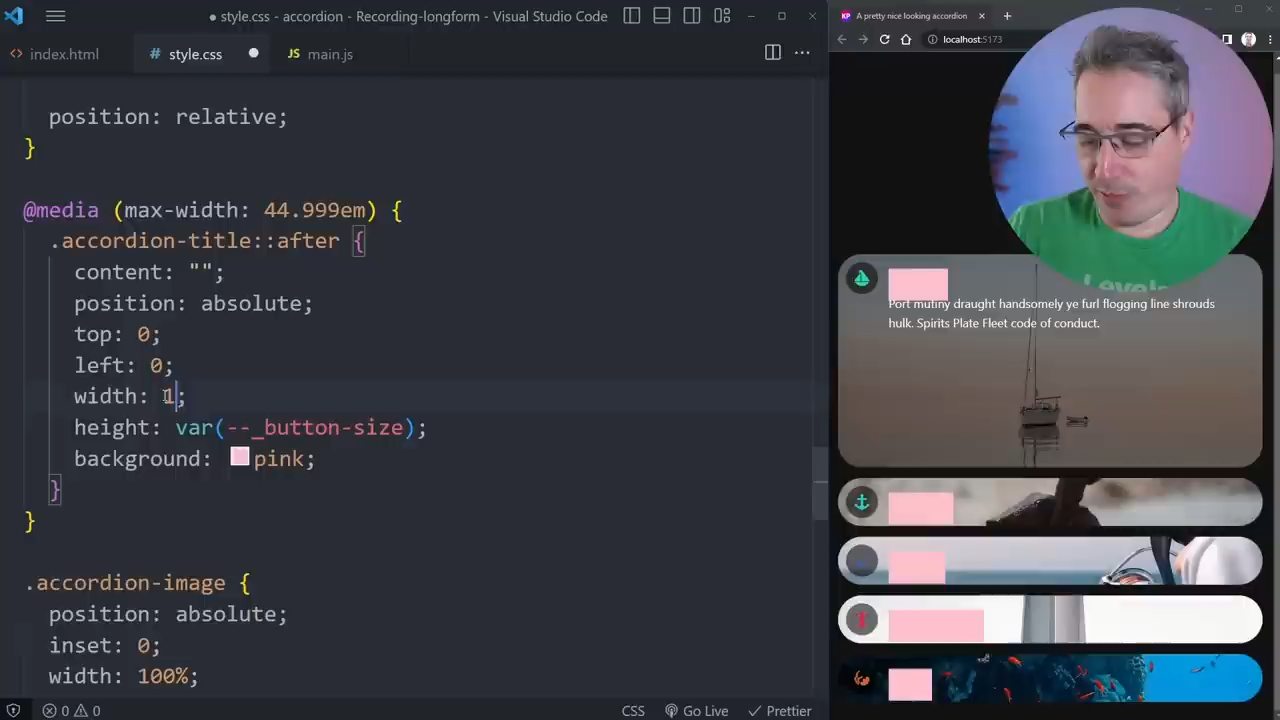 style.css - accordion - Recording-longform - Visual Studio Code
index.html
# style.css
JS main.js
position: relative;
}
@media (max-width: 44.999em) {
.accordion-title::after {
content: "";
position: absolute;
top: 0;
left: 0;
width: 1;
height: var(--_button-size);
background: pink;
}
}
.accordion-image {
position: absolute;
inset: 0;
width: 100%;
0 0
CSS
Go Live
Prettier
KP A pretty nice looking accordion
localhost:5173
Port mutiny draught handsomely ye furl flogging line shrouds
hulk. Spirits Plate Fleet code of conduct.